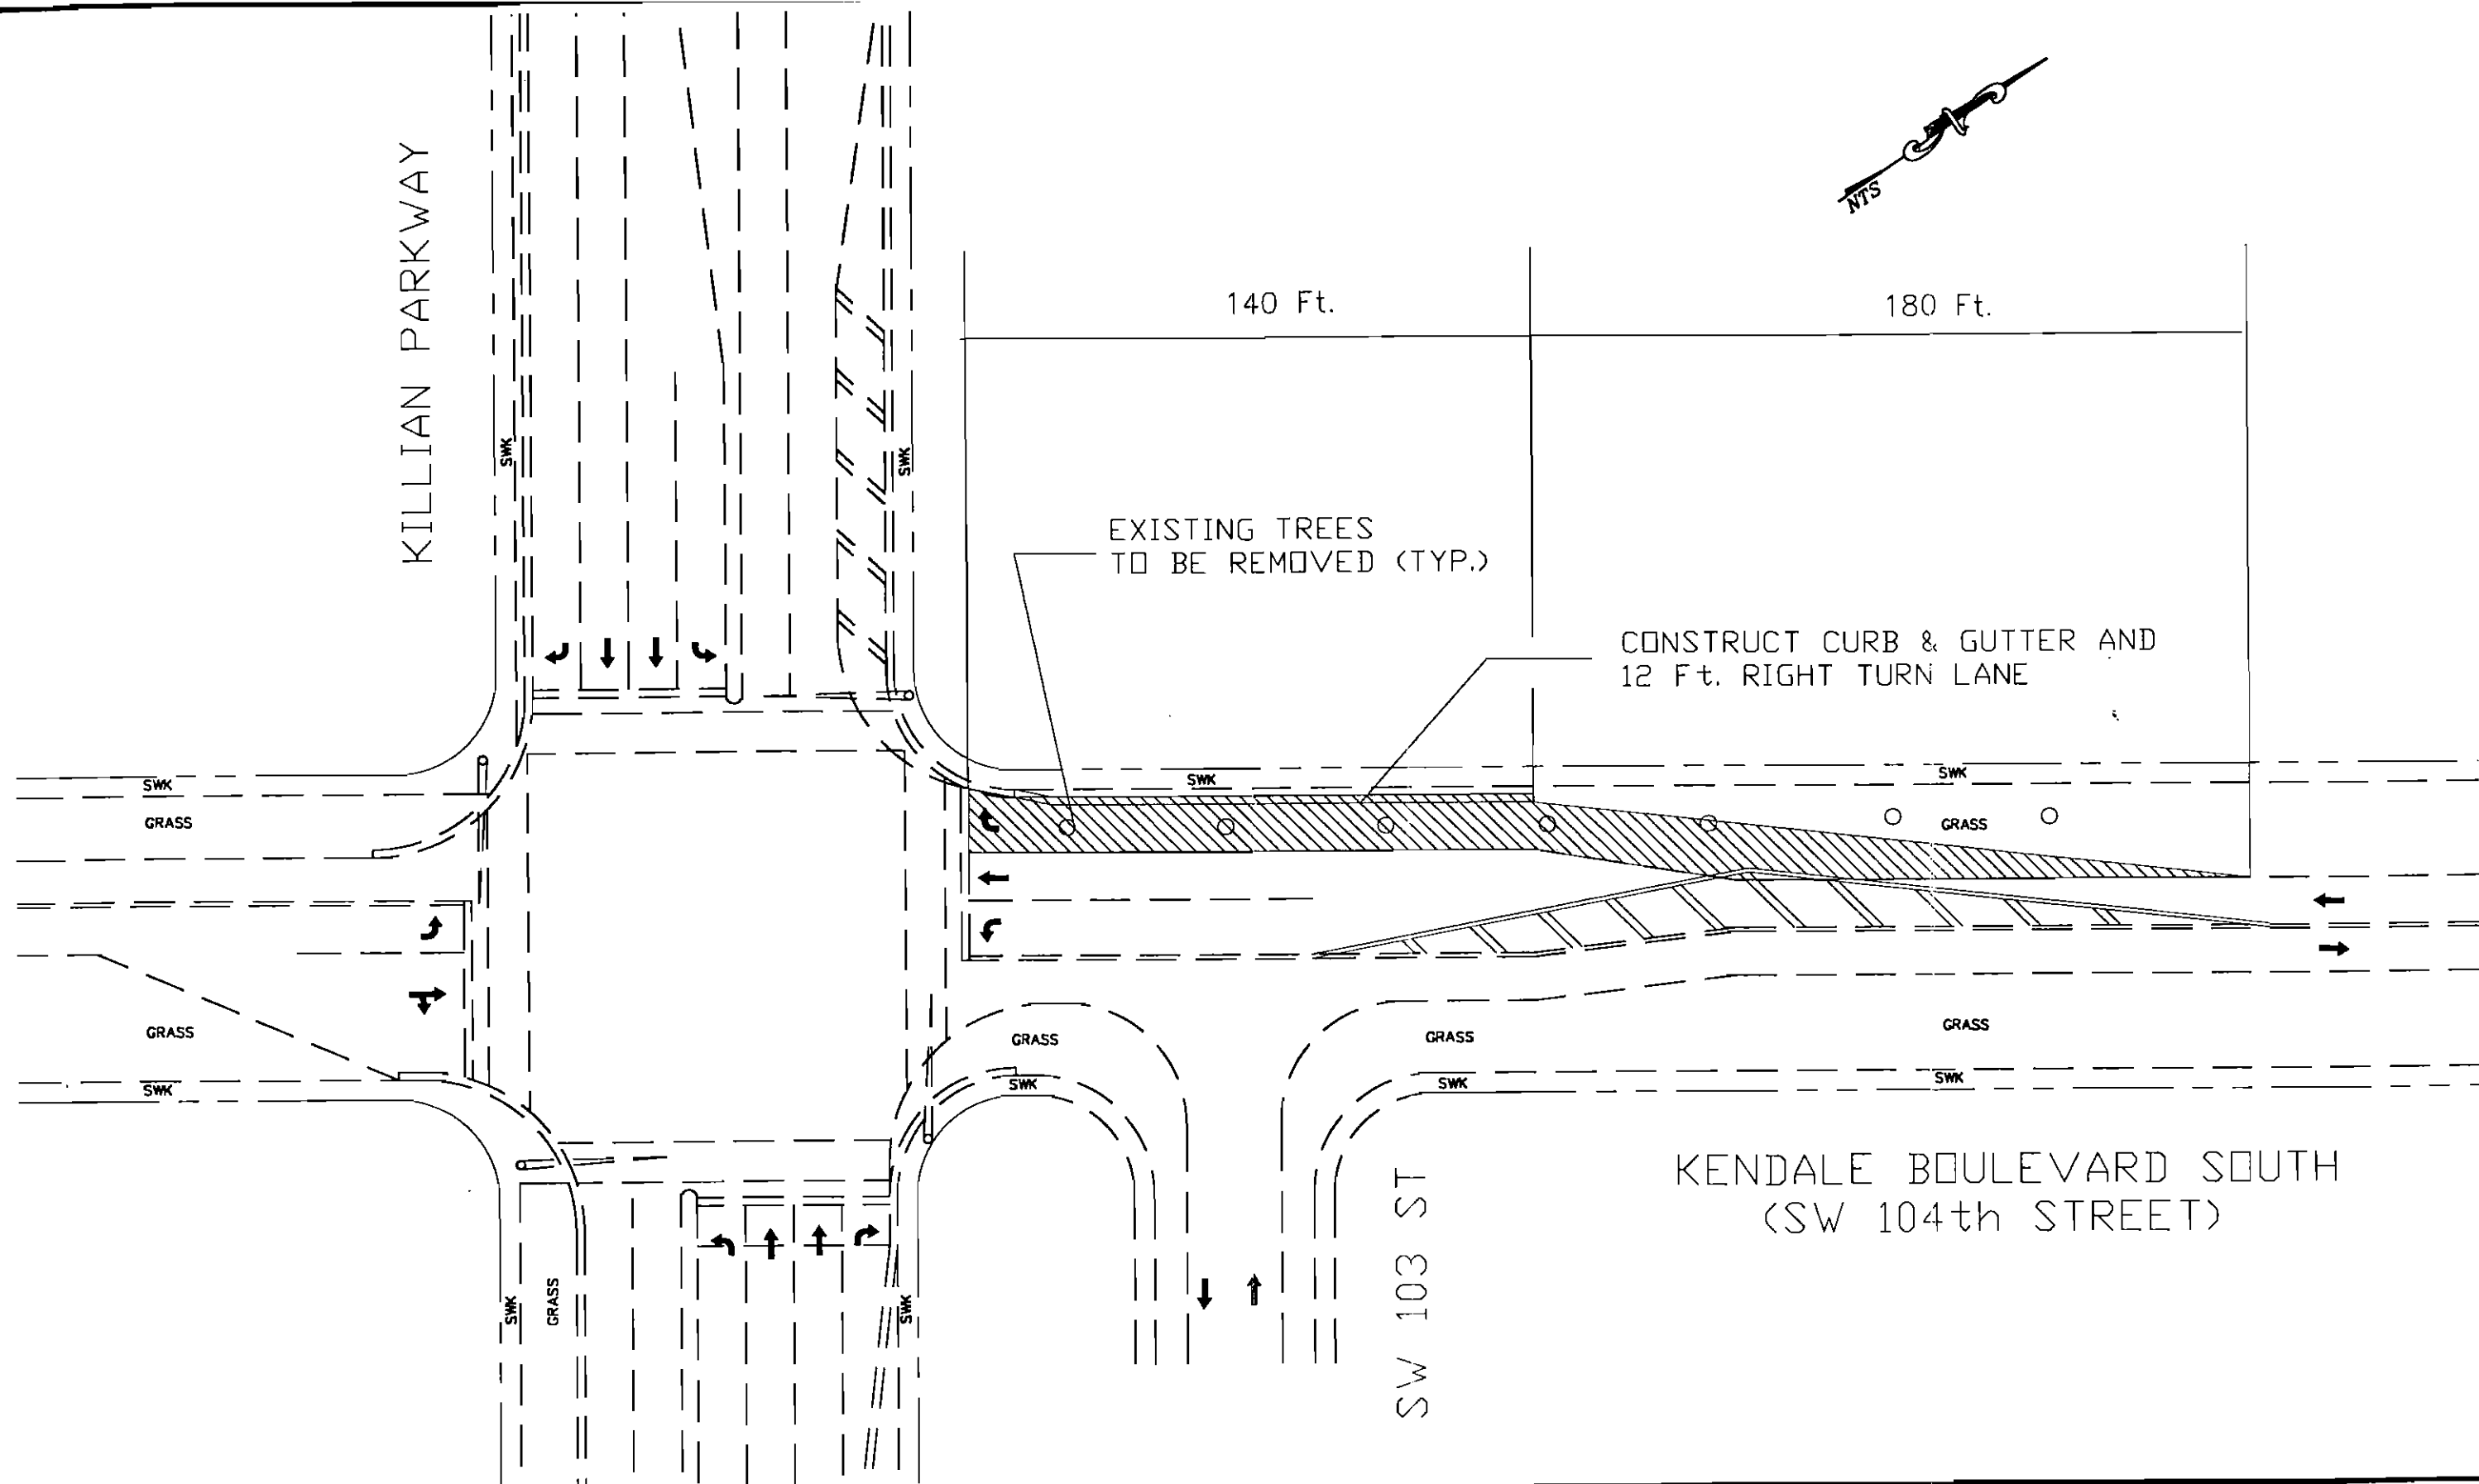 KILLIAN PARKWAY
NTS
140 Ft.
180 Ft.
SWK
SWK
EXISTING TREES
TO BE REMOVED (TYP.)
CONSTRUCT CURB & GUTTER AND
12 Ft. RIGHT TURN LANE
SWK
SWK
SWK
GRASS
GRASS
GRASS
GRASS
GRASS
GRASS
SWK
SWK
SWK
SWK
KENDALE BOULEVARD SOUTH
(SW 104th STREET)
SW 103 ST
SWK
GRASS
SWK